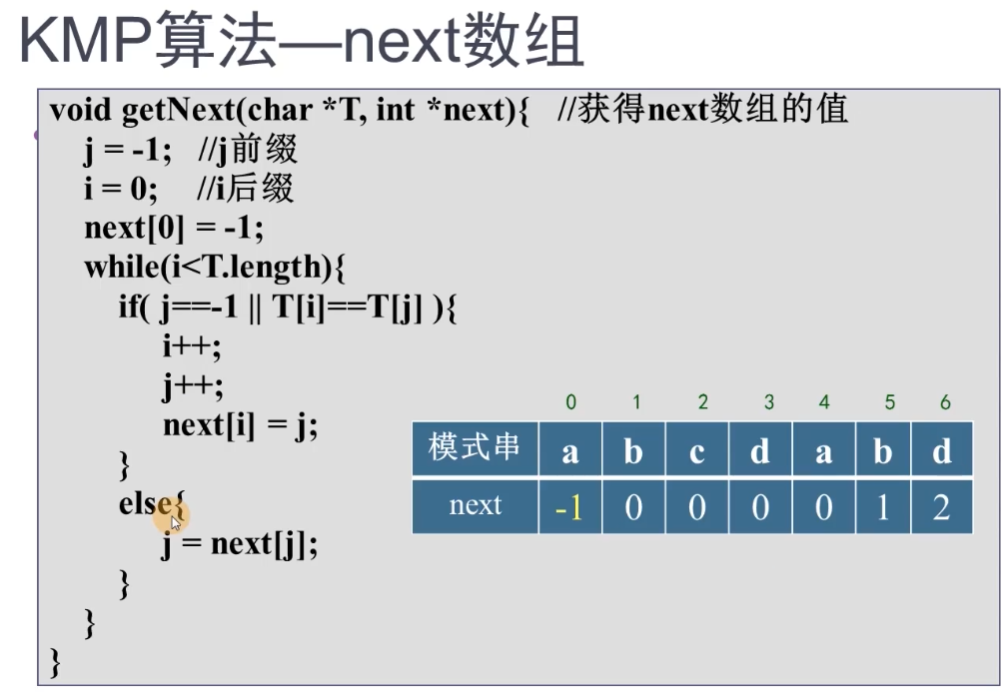 KMP算法—next数组
void getNext(char *T, int *next){ //获得next数组的值
j = -1; //j前缀
i = 0; //i后缀
next[0] = -1;
while(i<T.length){
if( j==-1 || T[i]==T[j] ){
i++;
j++;
next[i] = j;
}
else{
j = next[j];
}
}
}
0 1 2 3 4 5 6
模式串 a b c d a b d
next -1 0 0 0 0 1 2